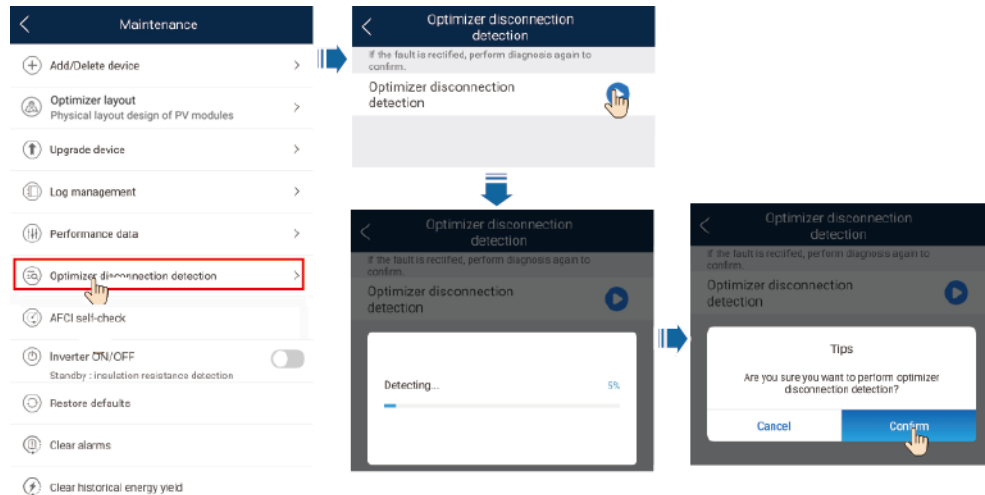 Maintenance
Add/Delete device
Optimizer layout
Physical layout design of PV modules
Upgrade device
Log management
Performance data
Optimizer disconnection detection
AFCI self-check
Inverter ON/OFF
Standby : insulation resistance detection
Restore defaults
Clear alarms
Clear historical energy yield
Optimizer disconnection
detection
If the fault is rectified, perform diagnosis again to
confirm.
Optimizer disconnection
detection
Optimizer disconnection
detection
If the fault is rectified, perform diagnosis again to
confirm.
Optimizer disconnection
detection
Detecting... 5%
Optimizer disconnection
detection
If the fault is rectified, perform diagnosis again to
confirm.
Optimizer disconnection
detection
Tips
Are you sure you want to perform optimizer
disconnection detection?
Cancel Confirm